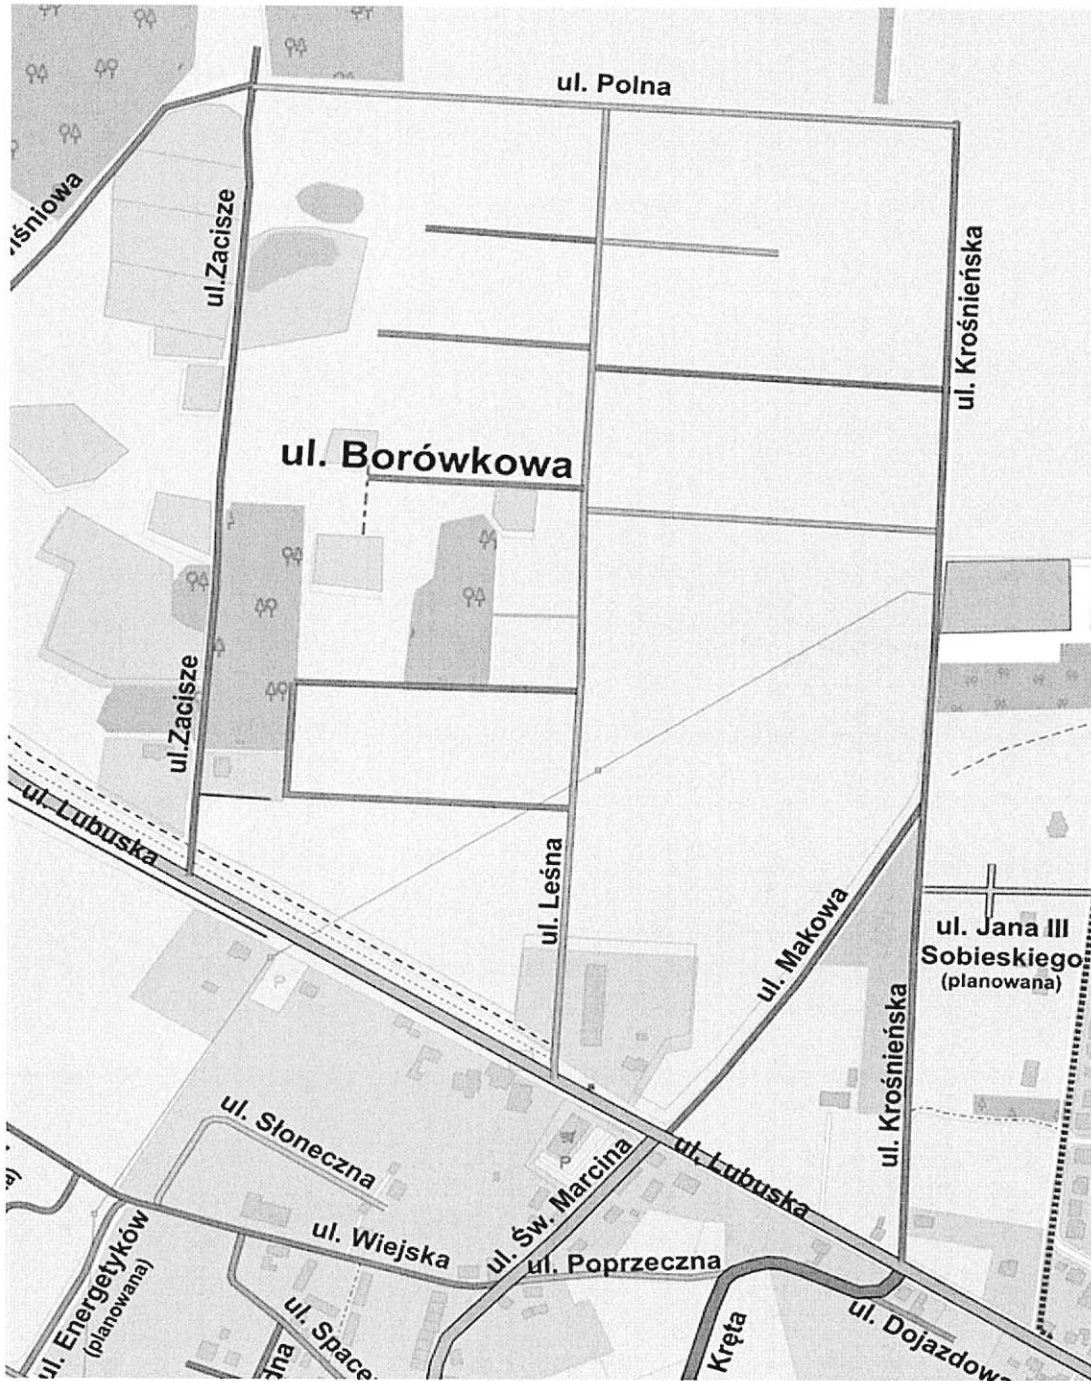 ul. Polna
ul.Zacisze
ul. Krośnieńska
ul. Borówkowa
ul.Zacisze
ul. Lubuska
ul. Leśna
ul. Makowa
ul. Jana III
Sobieskiego
(planowana)
ul. Krośnieńska
P
ul. Słoneczna
P
ul. Św. Marcina
ul. Lubuska
ul. Wiejska
ul. Poprzeczna
ul. Energetyków
(planowana)
Kręta
ul. Dojazdowa